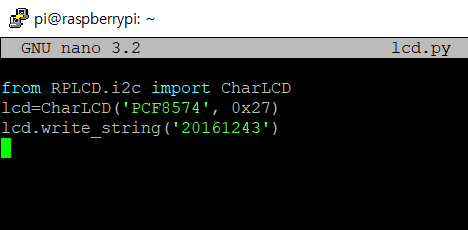 pi@raspberrypi: ~
GNU nano 3.2 lcd.py
from RPLCD.i2c import CharLCD
lcd=CharLCD('PCF8574', 0x27)
lcd.write_string('20161243')